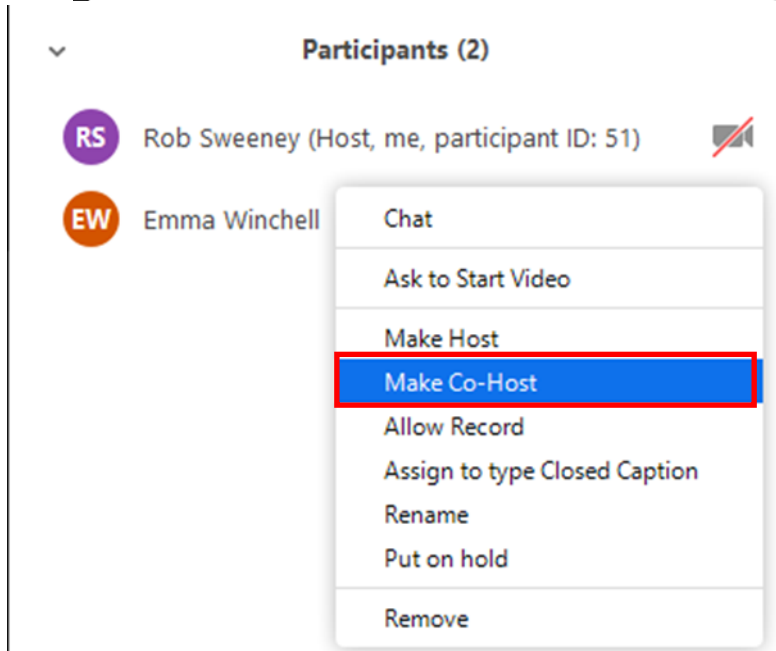 Participants (2)
RS Rob Sweeney (Host, me, participant ID: 51)
EW Emma Winchell
Chat
Ask to Start Video
Make Host
Make Co-Host
Allow Record
Assign to type Closed Caption
Rename
Put on hold
Remove